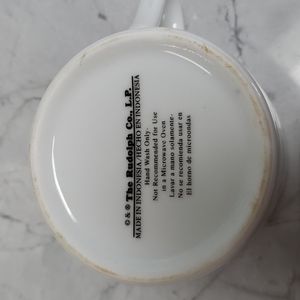 © & ® The Rudolph Co., L.P.
MADE IN INDONESIA/HECHO EN INDONESIA
Hand Wash Only-
Not Recommended for Use
in a Microwave Oven
Lavar a mano solamente-
No se recomienda usar en
El horno de microondas